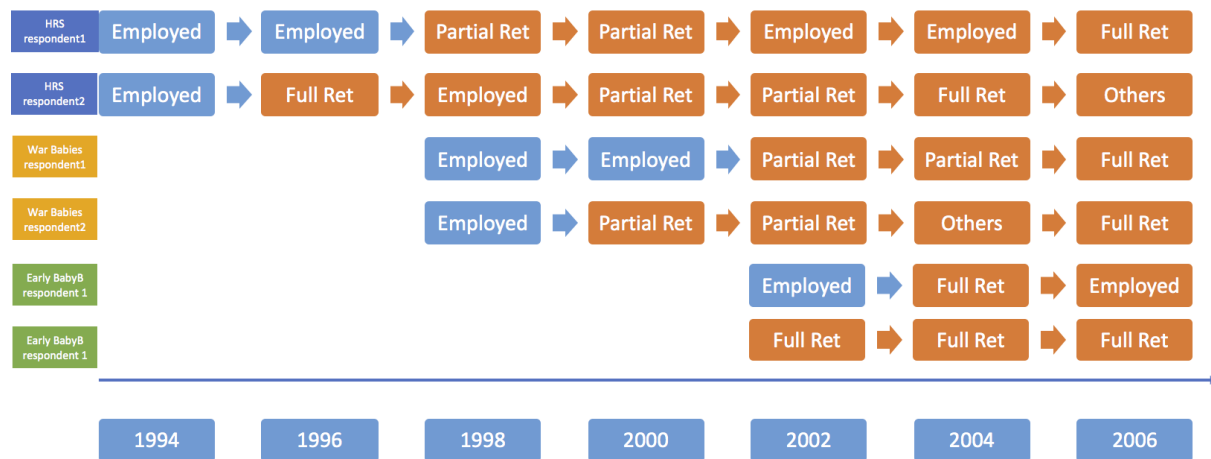 HRS
respondent1
Employed
Employed
Partial Ret
Partial Ret
Employed
Employed
Full Ret
HRS
respondent2
Employed
Full Ret
Employed
Partial Ret
Partial Ret
Full Ret
Others
War Babies
respondent1
Employed
Employed
Partial Ret
Partial Ret
Full Ret
War Babies
respondent2
Employed
Partial Ret
Partial Ret
Others
Full Ret
Early BabyB
respondent 1
Employed
Full Ret
Employed
Early BabyB
respondent 1
Full Ret
Full Ret
Full Ret
1994
1996
1998
2000
2002
2004
2006